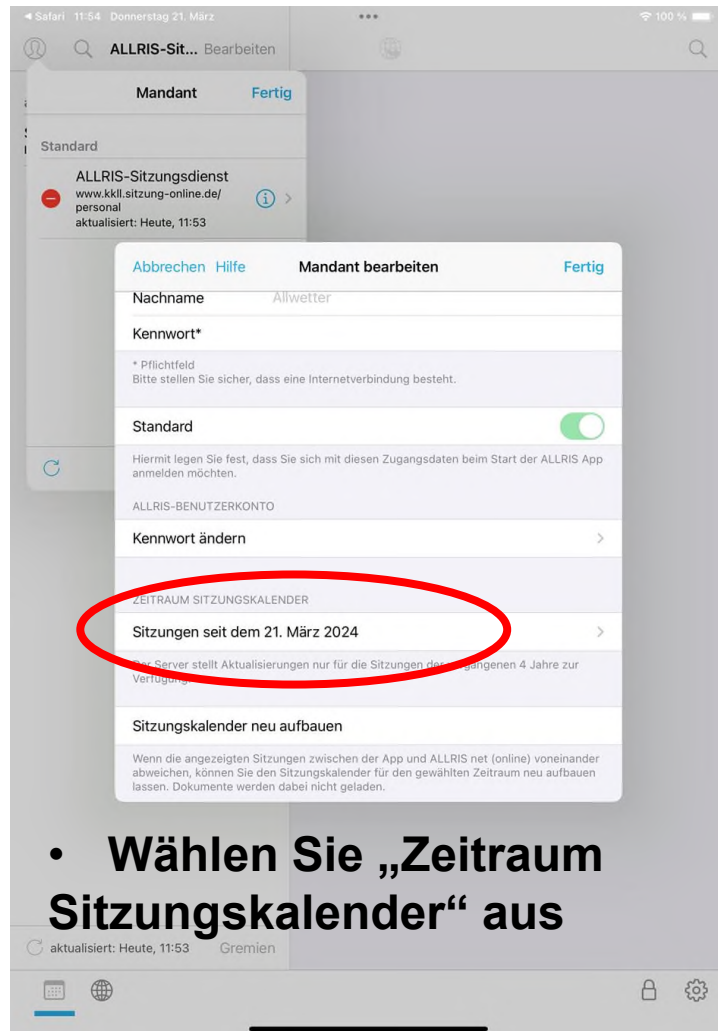 ◂ Safari 11:54 Donnerstag 21. März
100 %
ALLRIS-Sit... Bearbeiten
Mandant Fertig
Standard
ALLRIS-Sitzungsdienst
www.kkll.sitzung-online.de/
personal
aktualisiert: Heute, 11:53
Abbrechen Hilfe Mandant bearbeiten Fertig
Nachname Allwetter
Kennwort*
* Pflichtfeld
Bitte stellen Sie sicher, dass eine Internetverbindung besteht.
Standard
Hiermit legen Sie fest, dass Sie sich mit diesen Zugangsdaten beim Start der ALLRIS App
anmelden möchten.
ALLRIS-BENUTZERKONTO
Kennwort ändern
ZEITRAUM SITZUNGSKALENDER
Sitzungen seit dem 21. März 2024
Der Server stellt Aktualisierungen nur für die Sitzungen der vergangenen 4 Jahre zur
Verfügung.
Sitzungskalender neu aufbauen
Wenn die angezeigten Sitzungen zwischen der App und ALLRIS net (online) voneinander
abweichen, können Sie den Sitzungskalender für den gewählten Zeitraum neu aufbauen
lassen. Dokumente werden dabei nicht geladen.
• Wählen Sie „Zeitraum
Sitzungskalender“ aus
aktualisiert: Heute, 11:53 Gremien